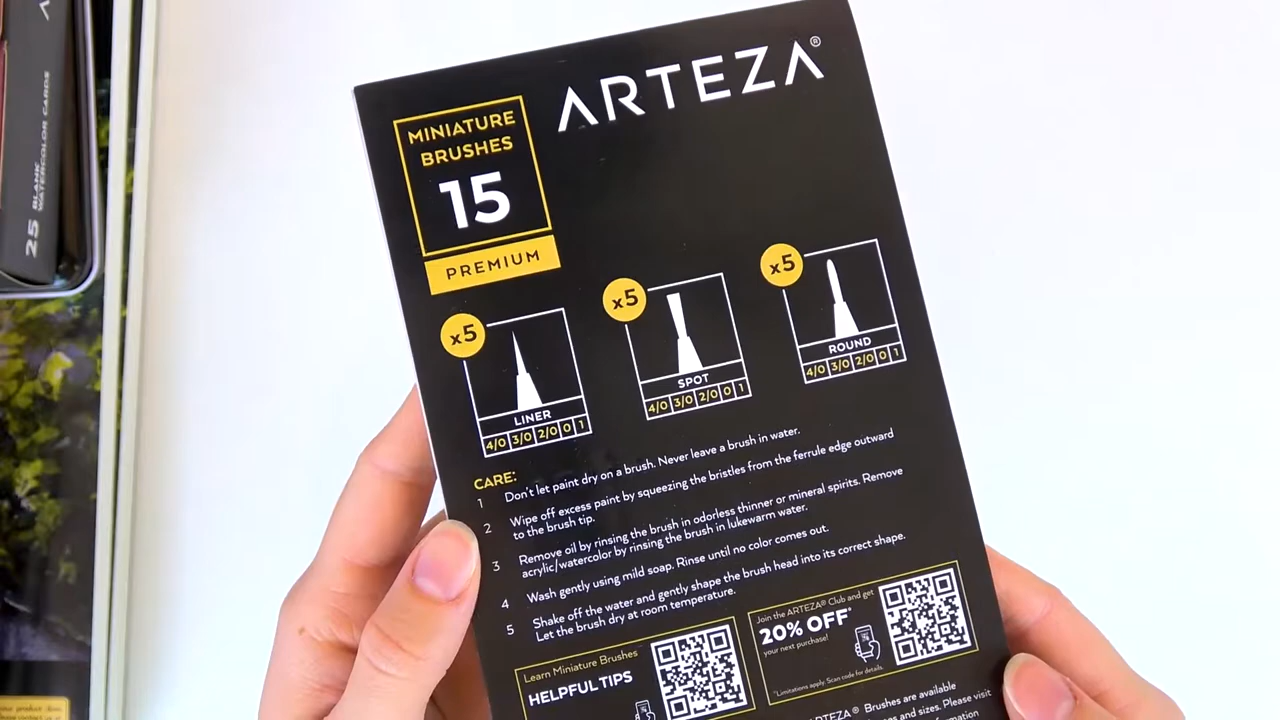 ARTEZA®
MINIATURE
BRUSHES
15
PREMIUM
x5
LINER
4/0 3/0 2/0 0 1
x5
SPOT
4/0 3/0 2/0 0 1
x5
ROUND
4/0 3/0 2/0 0 1
CARE:
1 Don't let paint dry on a brush. Never leave a brush in water.
2 Wipe off excess paint by squeezing the bristles from the ferrule edge outward
to the brush tip.
3 Remove oil by rinsing the brush in odorless thinner or mineral spirits. Remove
acrylic/watercolor by rinsing the brush in lukewarm water.
4 Wash gently using mild soap. Rinse until no color comes out.
5 Shake off the water and gently shape the brush head into its correct shape.
Let the brush dry at room temperature.
Learn Miniature Brushes
HELPFUL TIPS
Join the ARTEZA® Club and get
20% OFF*
your next purchase!
*Limitations apply. Scan code for details.
ARTEZA® Brushes are available
and sizes. Please visit
information
25 BLANK
WATERCOLOR CARDS